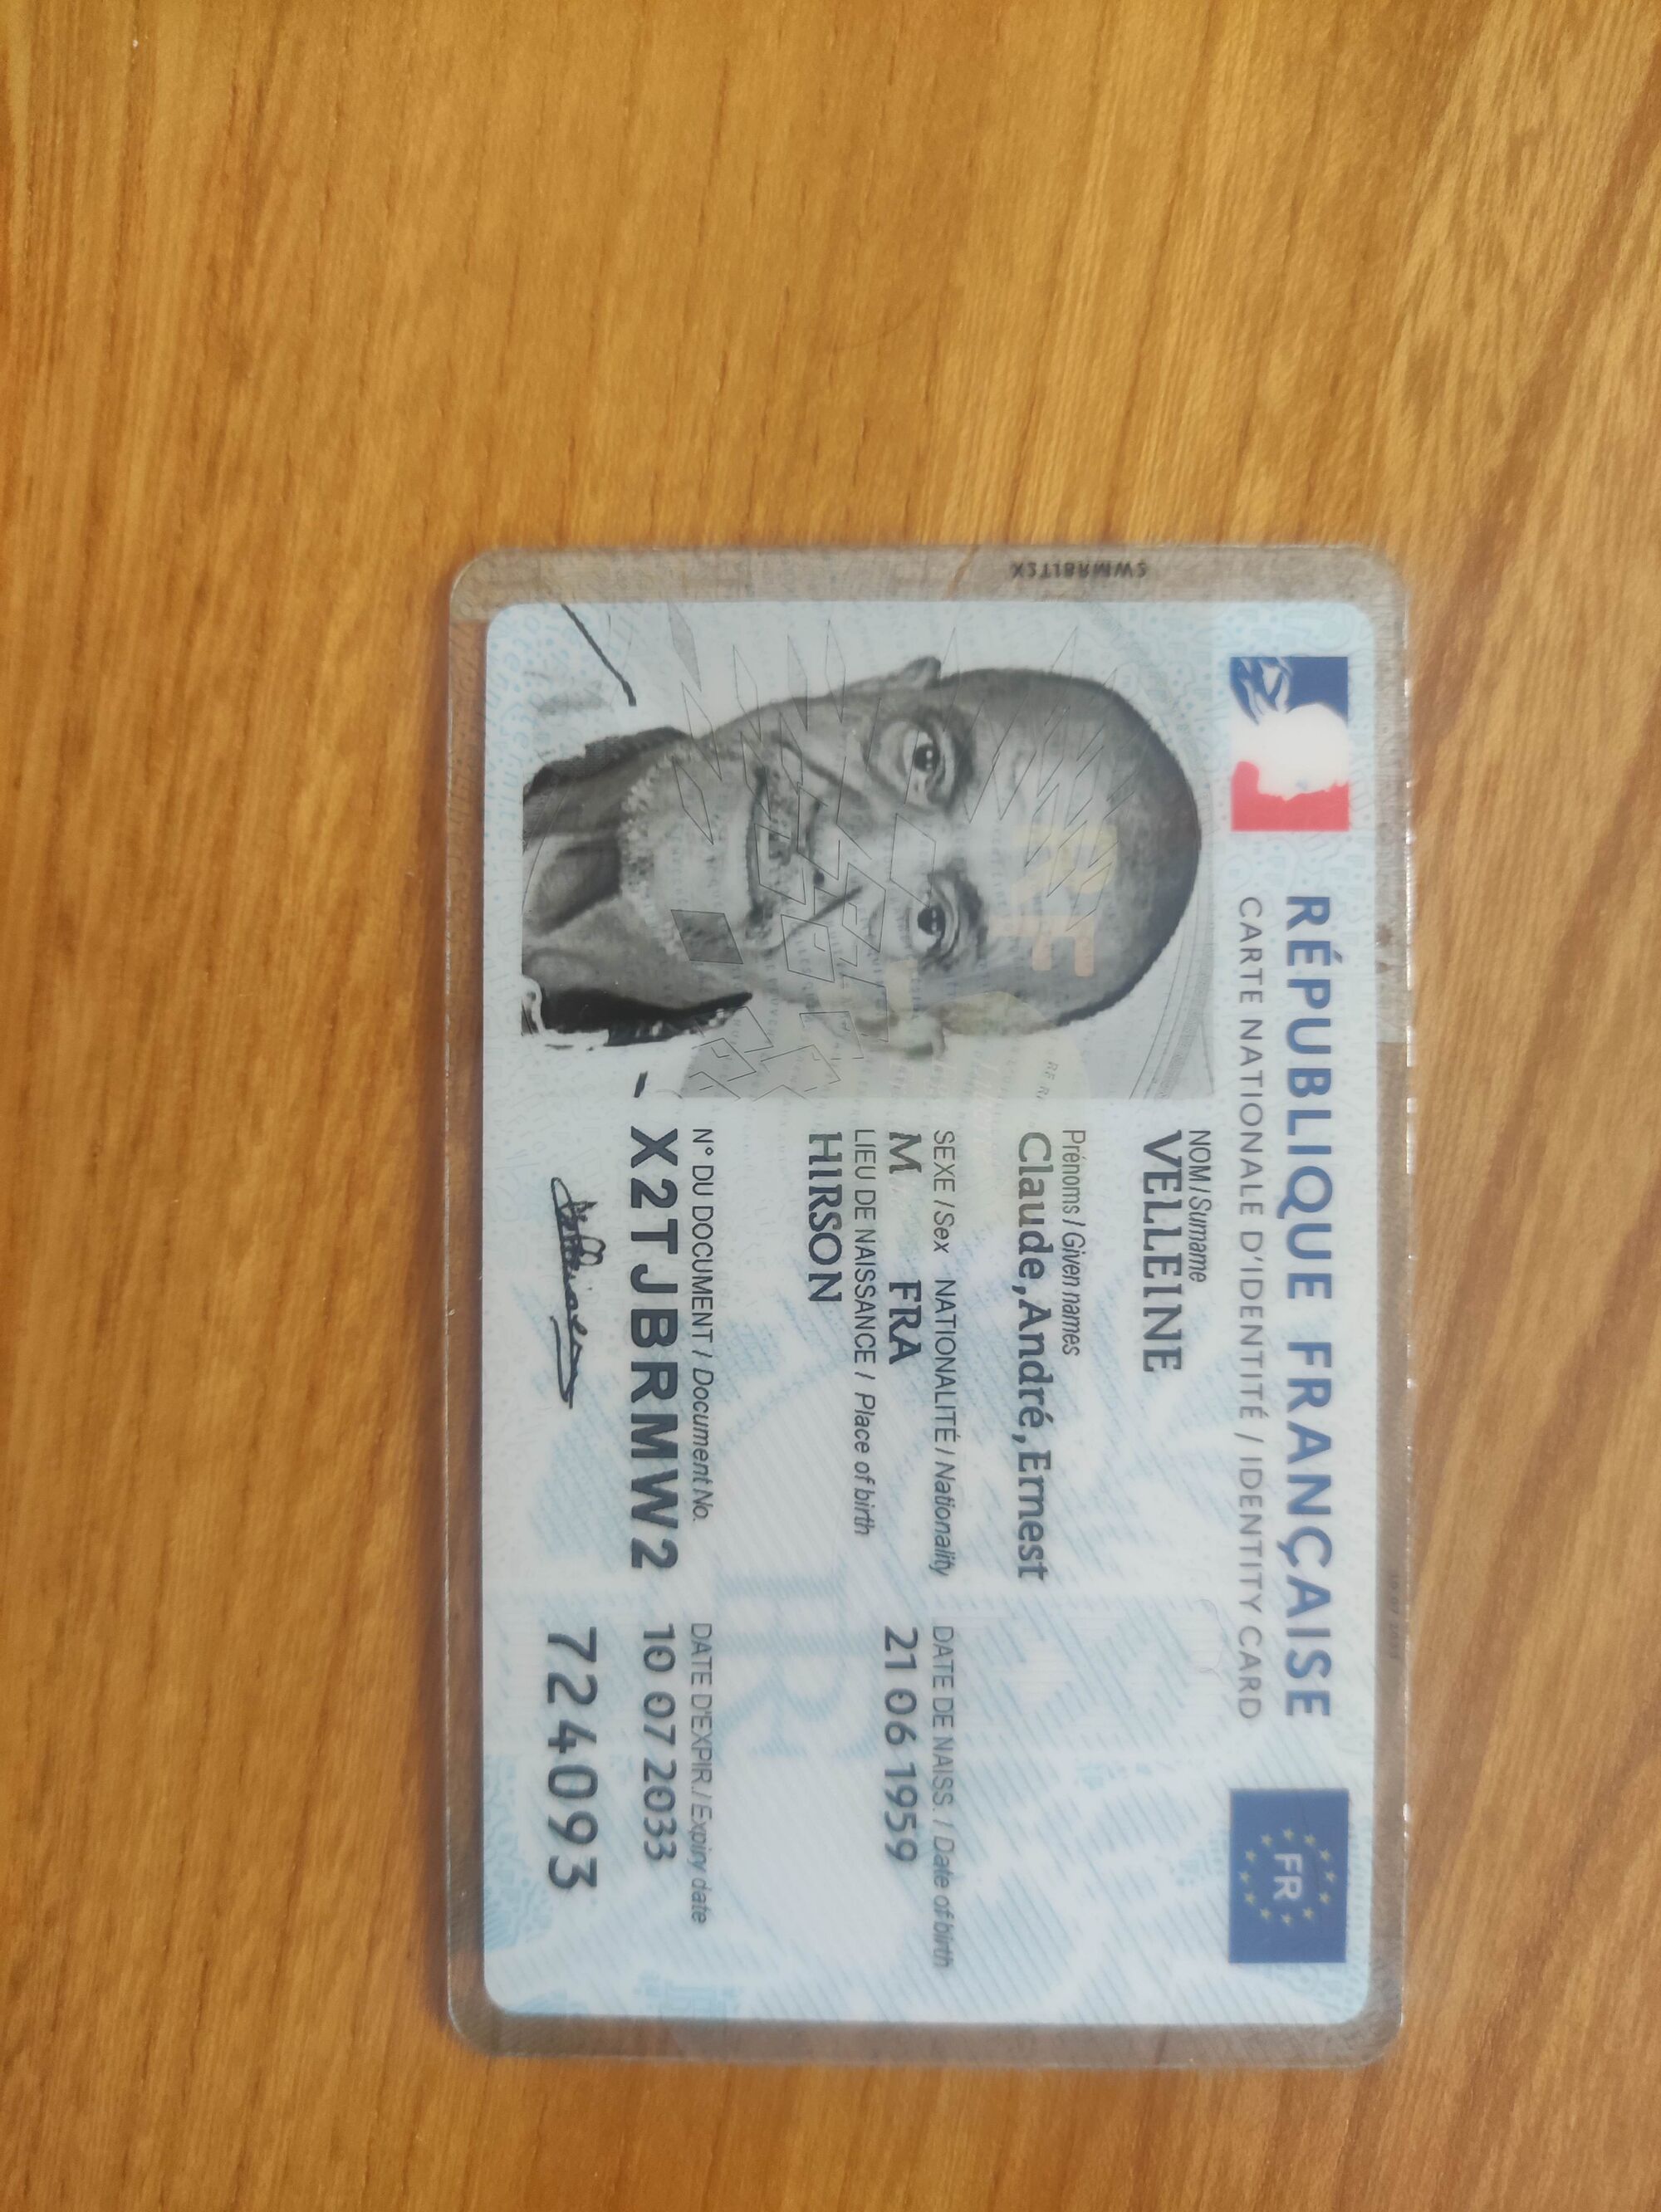 RÉPUBLIQUE FRANÇAISE
FR
CARTE NATIONALE D'IDENTITÉ / IDENTITY CARD
NOM / Surname
VELLEINE
Prénoms / Given names
Claude, André, Ernest
SEXE / Sex NATIONALITÉ / Nationality DATE DE NAISS. / Date of birth
M FRA 21 06 1959
LIEU DE NAISSANCE / Place of birth
HIRSON
N° DU DOCUMENT / Document No. DATE D'EXPIR. / Expiry date
X2TJBRMW2 10 07 2033
724093
RF